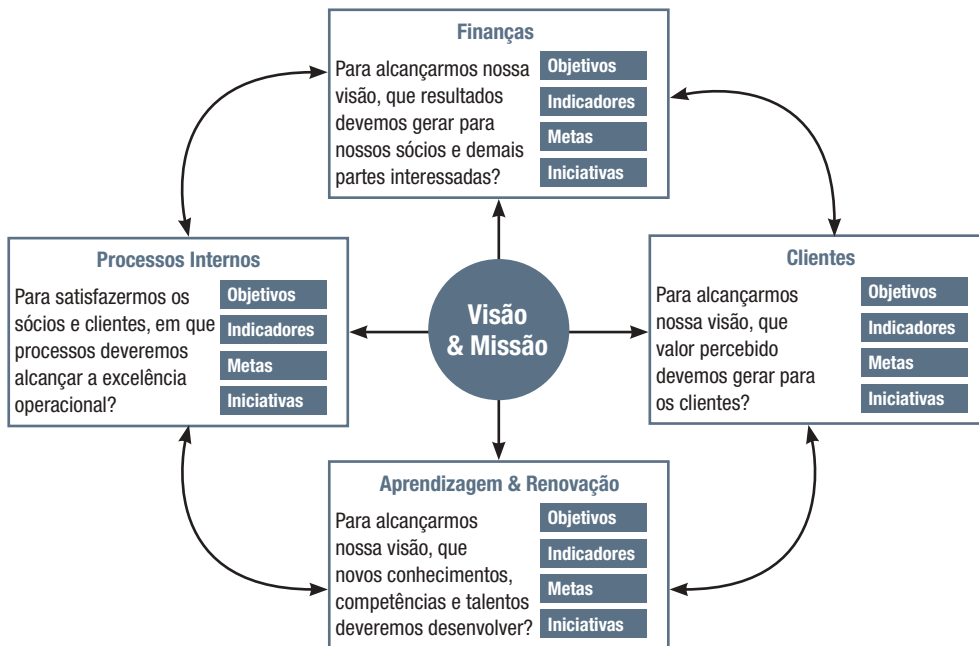 Finanças
Para alcançarmos nossa
visão, que resultados
devemos gerar para
nossos sócios e demais
partes interessadas?
Objetivos
Indicadores
Metas
Iniciativas
Processos Internos
Para satisfazermos os
sócios e clientes, em que
processos deveremos
alcançar a excelência
operacional?
Objetivos
Indicadores
Metas
Iniciativas
Visão
& Missão
Clientes
Para alcançarmos
nossa visão, que
valor percebido
devemos gerar para
os clientes?
Objetivos
Indicadores
Metas
Iniciativas
Aprendizagem & Renovação
Para alcançarmos
nossa visão, que
novos conhecimentos,
competências e talentos
deveremos desenvolver?
Objetivos
Indicadores
Metas
Iniciativas